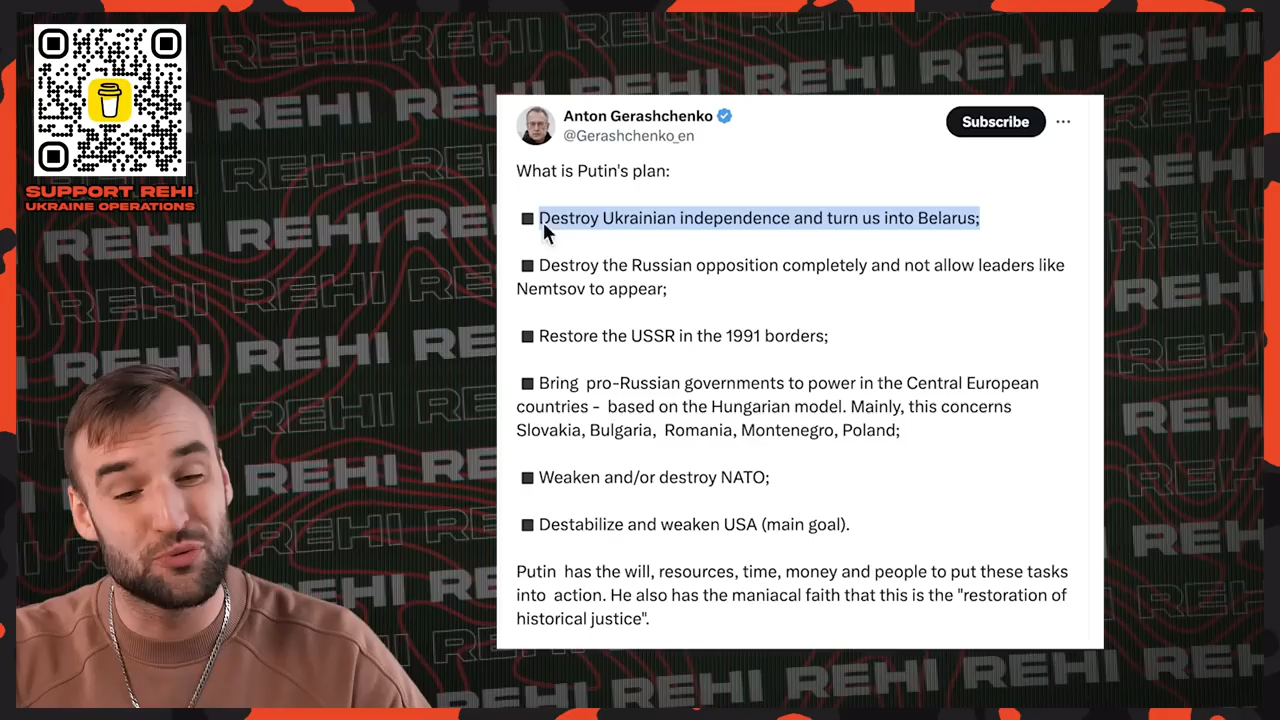 SUPPORT REHI
UKRAINE OPERATIONS
REHI REHI REHI REHI
Anton Gerashchenko
@Gerashchenko_en
Subscribe
What is Putin's plan:
Destroy Ukrainian independence and turn us into Belarus;
Destroy the Russian opposition completely and not allow leaders like
Nemtsov to appear;
Restore the USSR in the 1991 borders;
Bring pro-Russian governments to power in the Central European
countries - based on the Hungarian model. Mainly, this concerns
Slovakia, Bulgaria, Romania, Montenegro, Poland;
Weaken and/or destroy NATO;
Destabilize and weaken USA (main goal).
Putin has the will, resources, time, money and people to put these tasks
into action. He also has the maniacal faith that this is the "restoration of
historical justice".